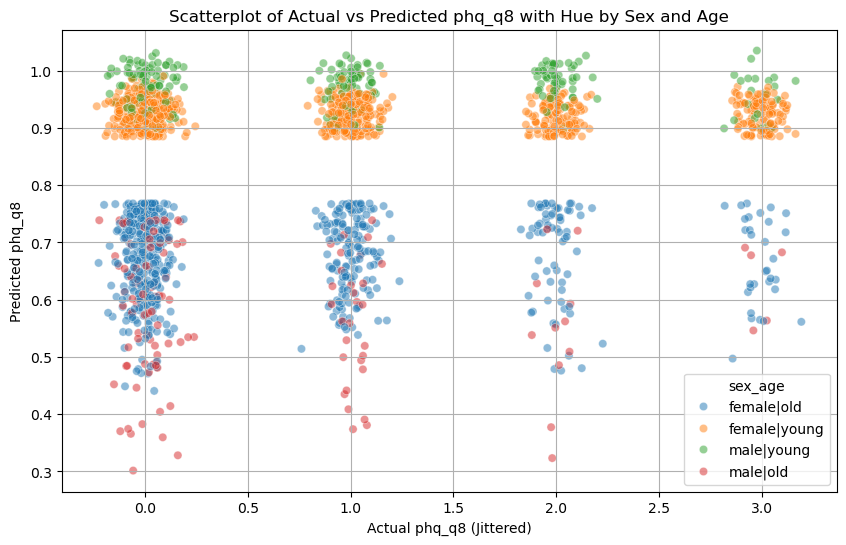 Scatterplot of Actual vs Predicted phq_q8 with Hue by Sex and Age
Predicted phq_q8
1.0
0.9
0.8
0.7
0.6
0.5
0.4
0.3
0.0
0.5
1.0
1.5
2.0
2.5
3.0
Actual phq_q8 (Jittered)
sex_age
female|old
female|young
male|young
male|old